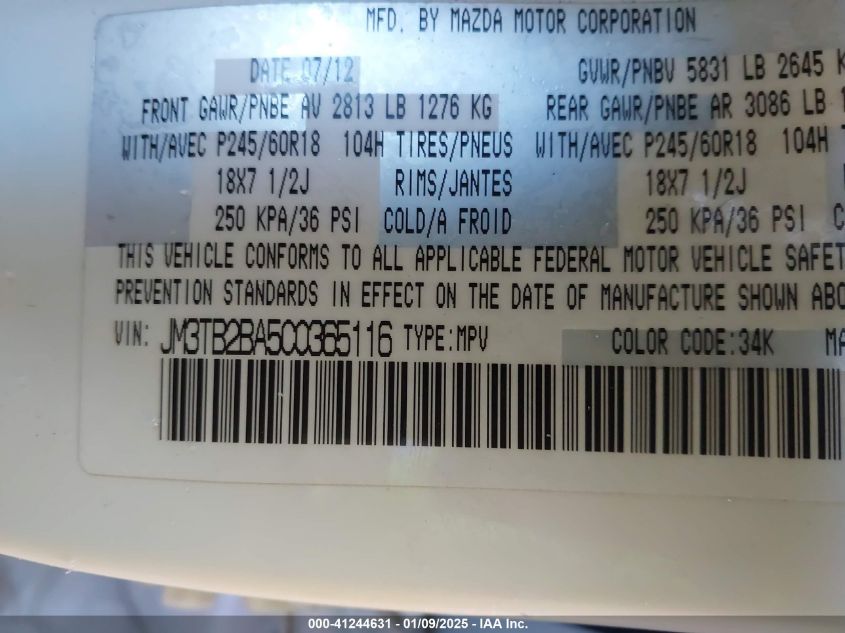 MFD. BY MAZDA MOTOR CORPORATION
DATE 07/12 GVWR/PNBV 5831 LB 2645 K
FRONT GAWR/PNBE AV 2813 LB 1276 KG REAR GAWR/PNBE AR 3086 LB 1
WITH/AVEC P245/60R18 104H TIRES/PNEUS WITH/AVEC P245/60R18 104H T
18X7 1/2J RIMS/JANTES 18X7 1/2J
250 KPA/36 PSI COLD/A FROID 250 KPA/36 PSI C
THIS VEHICLE CONFORMS TO ALL APPLICABLE FEDERAL MOTOR VEHICLE SAFET
PREVENTION STANDARDS IN EFFECT ON THE DATE OF MANUFACTURE SHOWN ABO
VIN: JM3TB2BA5C0365116 TYPE:MPV COLOR CODE:34K MA
000-41244631 - 01/09/2025 - IAA Inc.